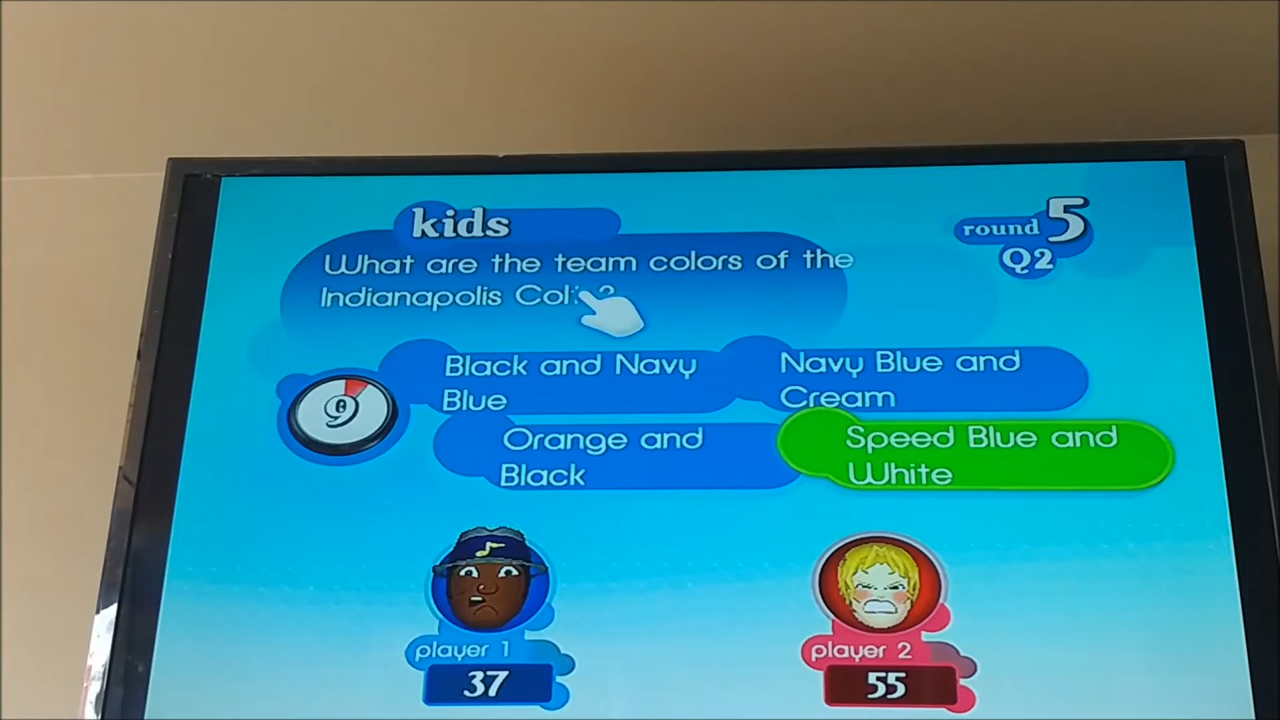 kids
round 5
Q2
What are the team colors of the
Indianapolis
9
Black and Navy
Blue
Navy Blue and
Cream
Orange and
Black
Speed Blue and
White
player 1
37
player 2
55